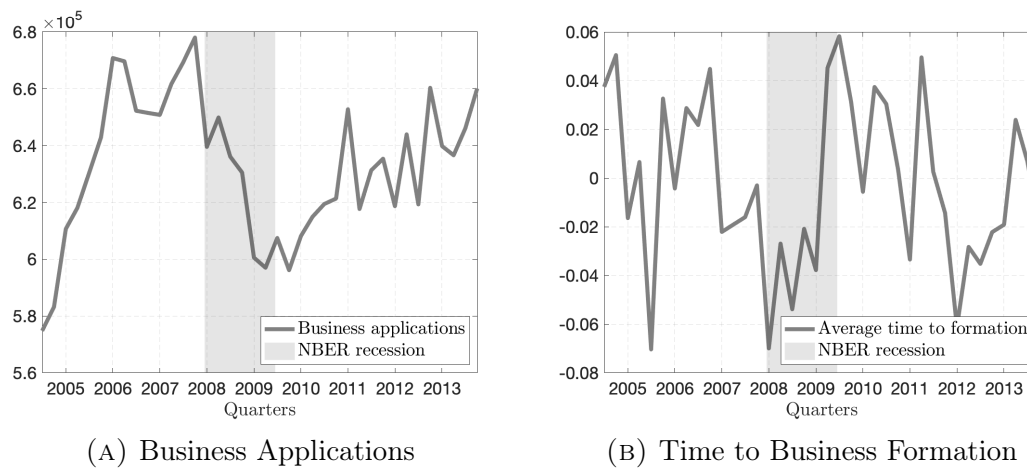 ×10⁵
6.8
6.6
6.4
6.2
6
5.8
5.6
2005 2006 2007 2008 2009 2010 2011 2012 2013
Quarters
Business applications
NBER recession
(A) Business Applications
0.06
0.04
0.02
0
-0.02
-0.04
-0.06
-0.08
2005 2006 2007 2008 2009 2010 2011 2012 2013
Quarters
Average time to formation
NBER recession
(B) Time to Business Formation